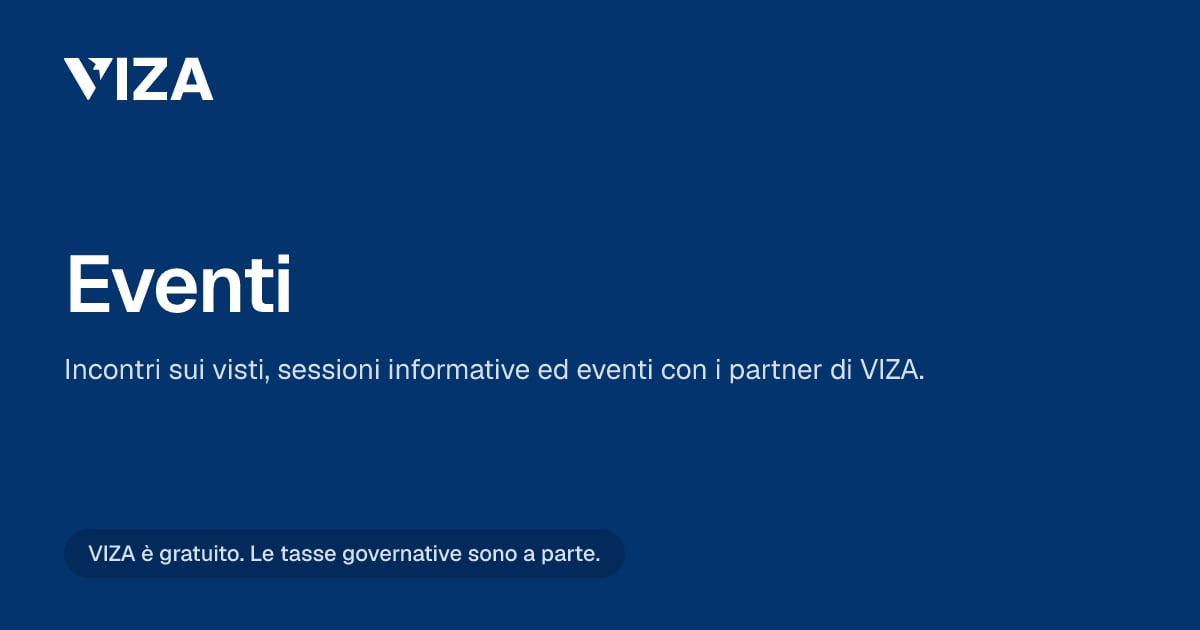 VIZA
Eventi
Incontri sui visti, sessioni informative ed eventi con i partner di VIZA.
VIZA è gratuito. Le tasse governative sono a parte.